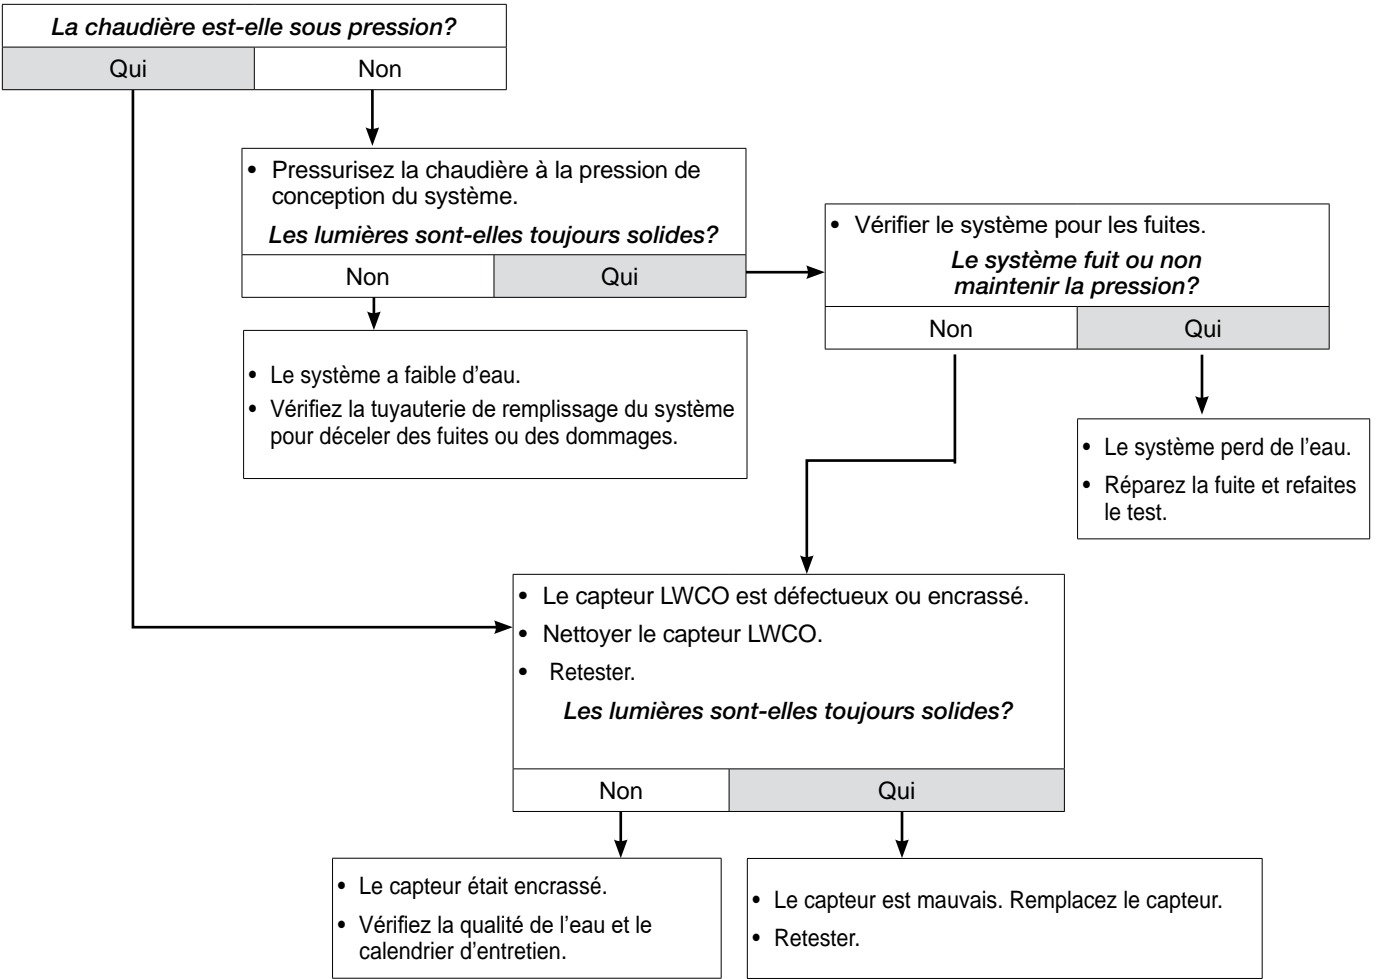 La chaudière est-elle sous pression?
Qui
Non
• Pressurisez la chaudière à la pression de
conception du système.
Les lumières sont-elles toujours solides?
Non
Qui
• Vérifier le système pour les fuites.
Le système fuit ou non
maintenir la pression?
Non
Qui
• Le système a faible d'eau.
• Vérifiez la tuyauterie de remplissage du système
pour déceler des fuites ou des dommages.
• Le système perd de l'eau.
• Réparez la fuite et refaites
le test.
• Le capteur LWCO est défectueux ou encrassé.
• Nettoyer le capteur LWCO.
• Retester.
Les lumières sont-elles toujours solides?
Non
Qui
• Le capteur était encrassé.
• Vérifiez la qualité de l'eau et le
calendrier d'entretien.
• Le capteur est mauvais. Remplacez le capteur.
• Retester.